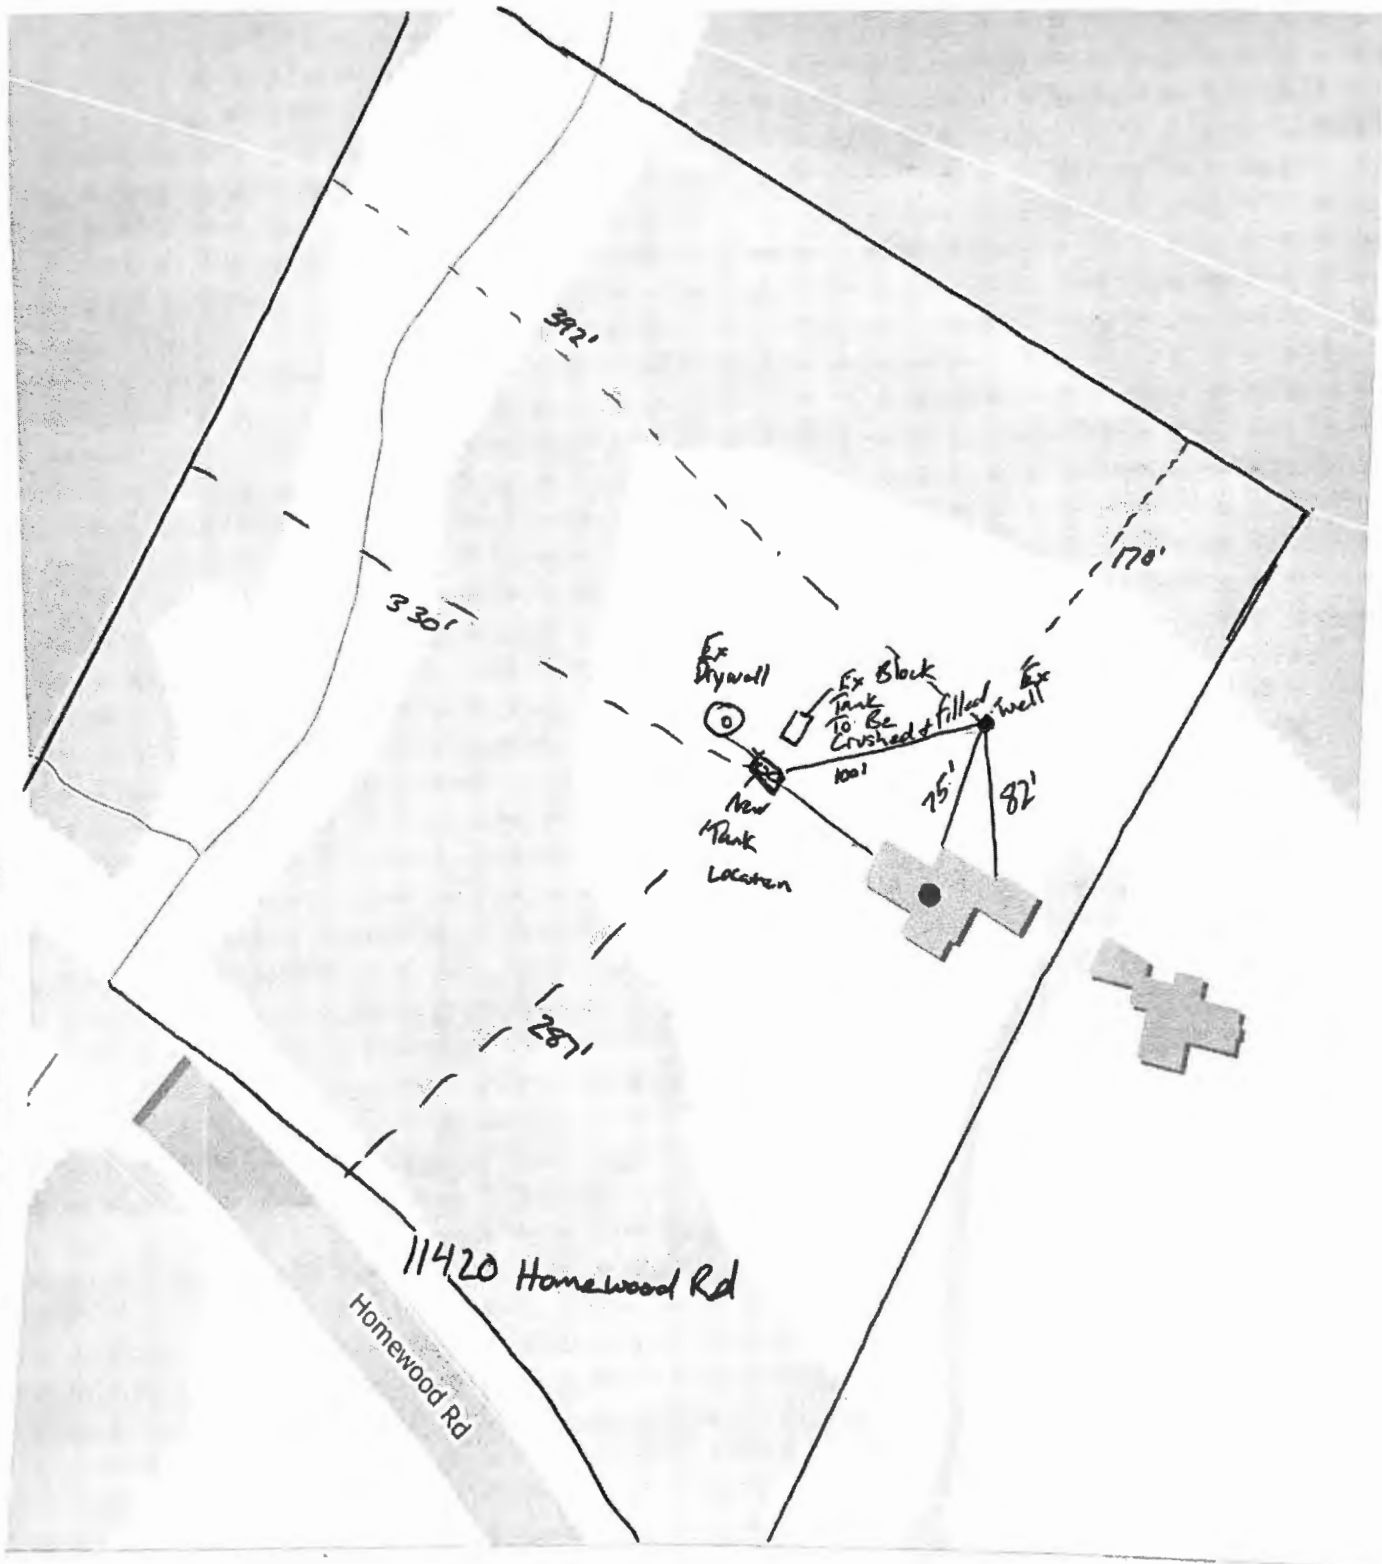 392'
170'
330'
Ex
Drywell
Ex Block
Tank
To Be
Crushed & filled
Ex
Well
100'
75'
82'
New
Tank
Location
287'
11420 Homewood Rd
Homewood Rd